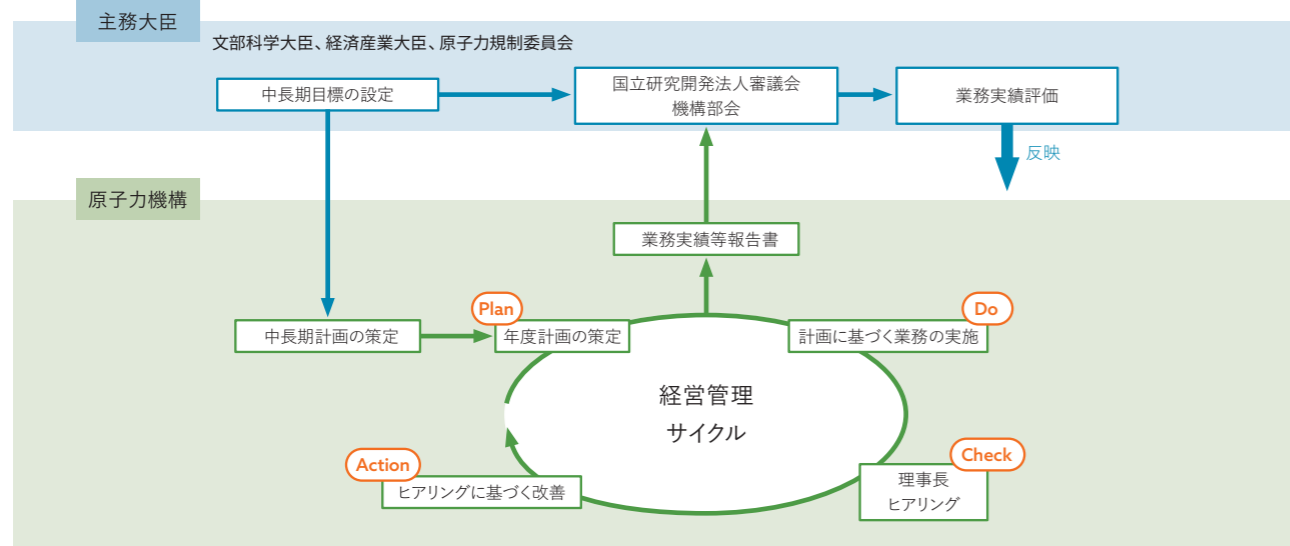 主務大臣
文部科学大臣、経済産業大臣、原子力規制委員会
中長期目標の設定
国立研究開発法人審議会
機構部会
業務実績評価
反映
原子力機構
業務実績等報告書
中長期計画の策定
Plan
年度計画の策定
Do
計画に基づく業務の実施
経営管理
サイクル
Action
ヒアリングに基づく改善
Check
理事長
ヒアリング